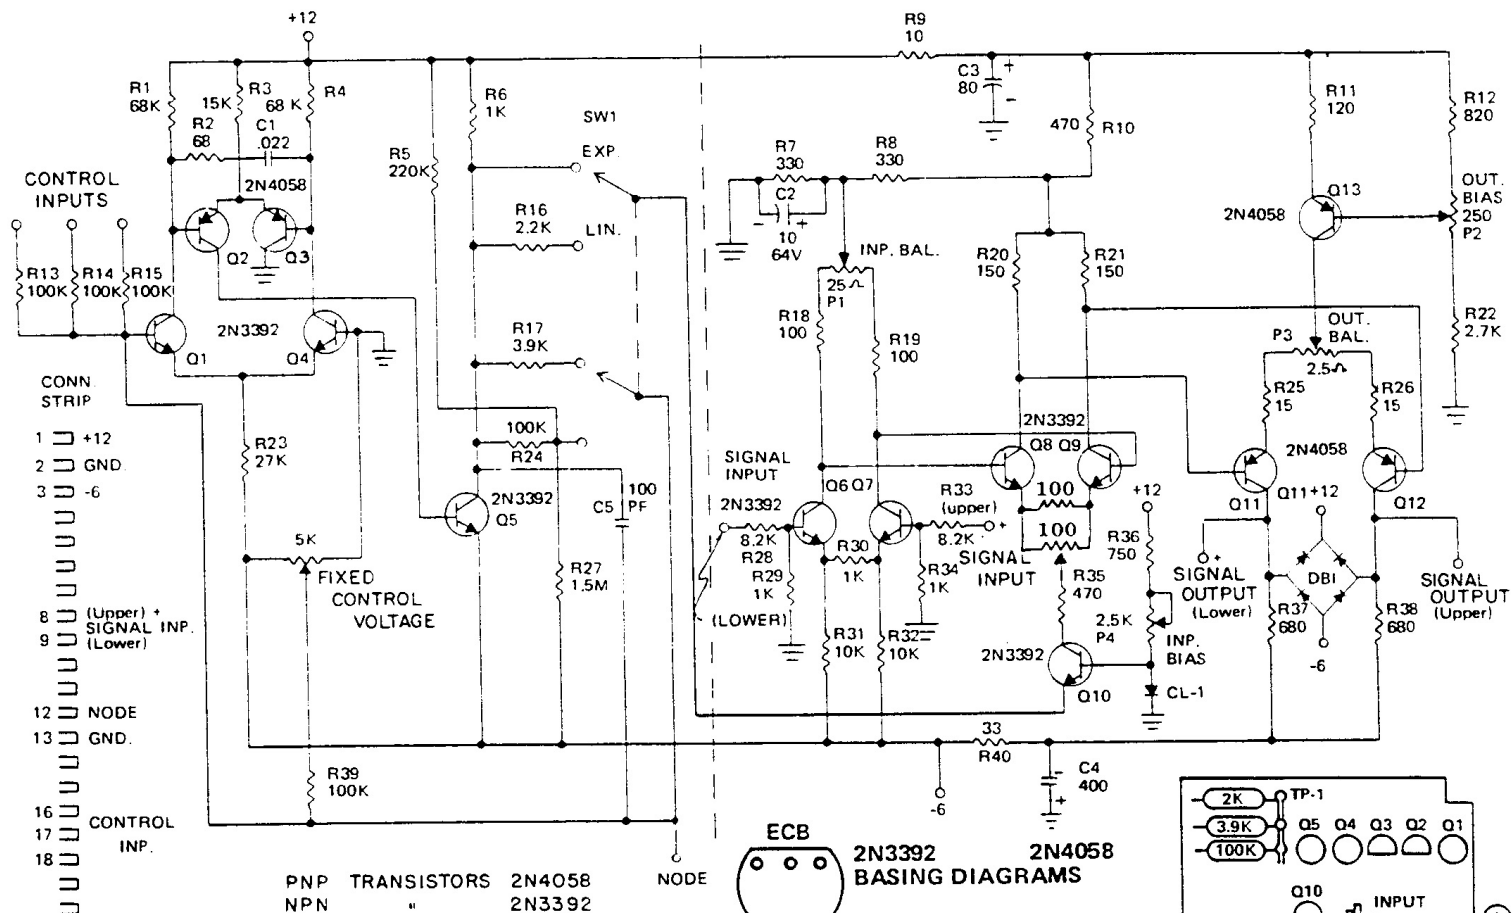 +12
R9
10
R1
68K
R3
15K
68 K
R4
R2
68
C1
.022
R6
1K
SW1
EXP.
R5
220K
C3
80
+
-
470
R10
R11
120
R12
820
R7
330
R8
330
C2
-
+
10
64V
CONTROL
INPUTS
2N4058
Q2
Q3
R16
2.2K
LIN.
INP. BAL.
25
P1
R20
150
R21
150
Q13
2N4058
OUT.
BIAS
250
P2
R13
100K
R14
100K
R15
100K
2N3392
Q1
Q4
R17
3.9K
R18
100
R19
100
P3
OUT.
BAL.
2.5
R22
2.7K
CONN.
STRIP
1 +12
2 GND.
3 -6
R23
27K
100K
R24
2N3392
Q8
Q9
R25
15
R26
15
2N4058
SIGNAL
INPUT
2N3392
Q6
Q7
R33
(upper)
+
8.2K
SIGNAL
INPUT
100
100
+12
Q11
Q11
+12
Q12
2N3392
Q5
C5
100
PF
8.2K
R28
R29
1K
R30
1K
R34
1K
R35
470
R36
750
SIGNAL
OUTPUT
(Lower)
+
DBI
SIGNAL
OUTPUT
(Upper)
5K
FIXED
CONTROL
VOLTAGE
R27
1.5M
(LOWER)
R31
10K
R32
10K
2.5K
P4
INP.
BIAS
R37
680
R38
680
-6
8 (Upper) +
SIGNAL INP.
9 (Lower)
2N3392
Q10
CL-1
12 NODE
13 GND.
R39
100K
33
R40
-6
C4
400
-
+
16
17 CONTROL
INP.
18
NODE
PNP TRANSISTORS 2N4058
NPN " 2N3392
ECB
2N3392 2N4058
BASING DIAGRAMS
2K
TP-1
3.9K
100K
Q5 Q4 Q3 Q2 Q1
Q10
INPUT